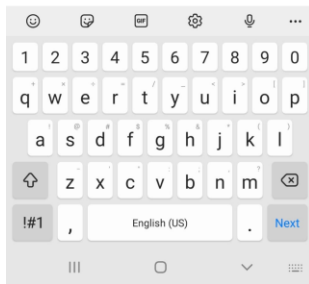 GIF
1 2 3 4 5 6 7 8 9 0
q w e r t y u i o p
a s d f g h j k l
z x c v b n m
!#1 , English (US) . Next